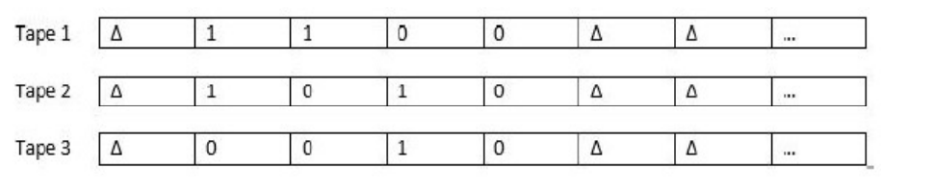 Tape 1 Δ 1 1 0 0 Δ Δ ...
Tape 2 Δ 1 0 1 0 Δ Δ ...
Tape 3 Δ 0 0 1 0 Δ Δ ...